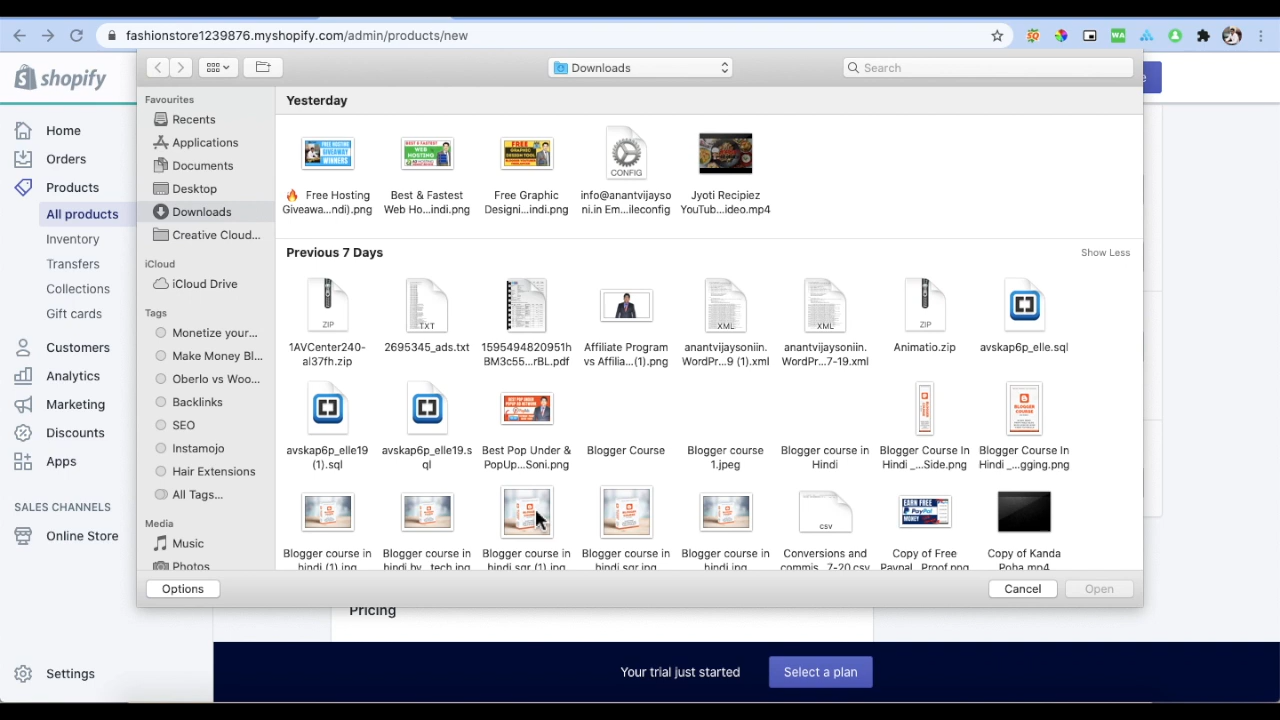 fashionstore1239876.myshopify.com/admin/products/new
shopify
Downloads
Search
Home
Orders
Products
All products
Inventory
Transfers
Collections
Gift cards
Customers
Analytics
Marketing
Discounts
Apps
SALES CHANNELS
Online Store
Settings
Favourites
Recents
Applications
Documents
Desktop
Downloads
Creative Cloud...
iCloud
iCloud Drive
Tags
Monetize your...
Make Money Bl...
Oberlo vs Woo...
Backlinks
SEO
Instamojo
Hair Extensions
All Tags...
Media
Music
Photos
Yesterday
CONFIG
🔥 Free Hosting
Giveawa...ndi).png
Best & Fastest
Web Ho...indi.png
Free Graphic
Designi...indi.png
info@anantvijayso
ni.in Em...ileconfig
Jyoti Recipiez
YouTub...ideo.mp4
Previous 7 Days
Show Less
ZIP
TXT
XML
XML
ZIP
1AVCenter240-
al37fh.zip
2695345_ads.txt
1595494820951h
BM3c55...rBL.pdf
Affiliate Program
vs Affilia...(1).png
anantvijaysoniin.
WordPr...9 (1).xml
anantvijaysoniin.
WordPr...7-19.xml
Animatio.zip
avskap6p_elle.sql
avskap6p_elle19
(1).sql
avskap6p_elle19.s
ql
Best Pop Under &
PopUp...Soni.png
Blogger Course
Blogger course
1.jpeg
Blogger course in
Hindi
Blogger Course In
Hindi _...Side.png
Blogger Course In
Hindi _...gging.png
CSV
Blogger course in
hindi (1).jpg
Blogger course in
hindi by...tech.jpg
Blogger course in
hindi sqr (1).jpg
Blogger course in
hindi sqr.jpg
Blogger course in
hindi.jpg
Conversions and
commis...7-20.csv
Copy of Free
Paypal...Proof.png
Copy of Kanda
Poha.mp4
Options
Cancel
Open
Pricing
Your trial just started
Select a plan